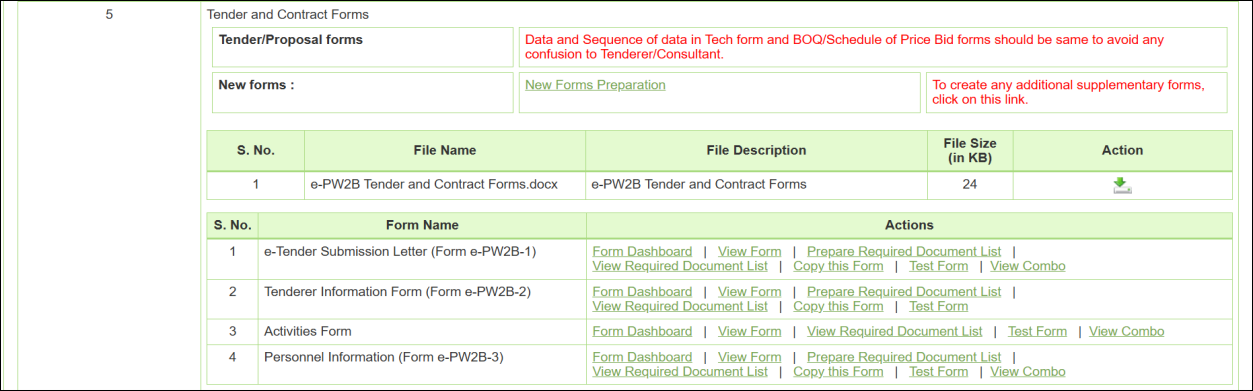 5
Tender and Contract Forms
Tender/Proposal forms
Data and Sequence of data in Tech form and BOQ/Schedule of Price Bid forms should be same to avoid any
confusion to Tenderer/Consultant.
New forms :
New Forms Preparation
To create any additional supplementary forms,
click on this link.
S. No. File Name File Description File Size
(in KB) Action
1 e-PW2B Tender and Contract Forms.docx e-PW2B Tender and Contract Forms 24
S. No. Form Name Actions
1 e-Tender Submission Letter (Form e-PW2B-1) Form Dashboard | View Form | Prepare Required Document List |
View Required Document List | Copy this Form | Test Form | View Combo
2 Tenderer Information Form (Form e-PW2B-2) Form Dashboard | View Form | Prepare Required Document List |
View Required Document List | Copy this Form | Test Form
3 Activities Form Form Dashboard | View Form | View Required Document List | Test Form | View Combo
4 Personnel Information (Form e-PW2B-3) Form Dashboard | View Form | Prepare Required Document List |
View Required Document List | Copy this Form | Test Form | View Combo